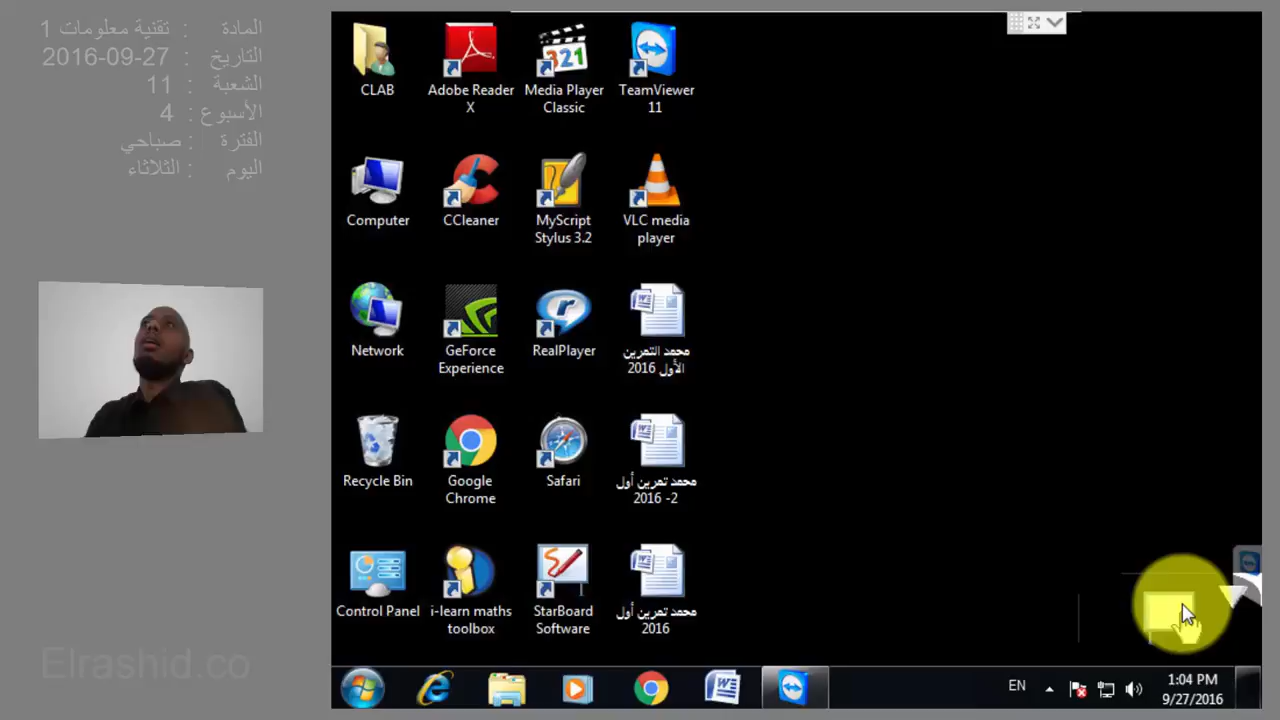 المادة : تقنية معلومات 1
التاريخ : 2016-09-27
الشعبة : 11
الأسبوع : 4
الفترة : صباحي
اليوم : الثلاثاء
Elrashid.co
CLAB
Adobe Reader
X
Media Player
Classic
321
TeamViewer
11
Computer
CCleaner
MyScript
Stylus 3.2
VLC media
player
Network
GeForce
Experience
RealPlayer
محمد التمرين
الأول 2016
Recycle Bin
Google
Chrome
Safari
محمد تمرين أول
2016 -2
Control Panel
i-learn maths
toolbox
StarBoard
Software
محمد تمرين أول
2016
EN
1:04 PM
9/27/2016